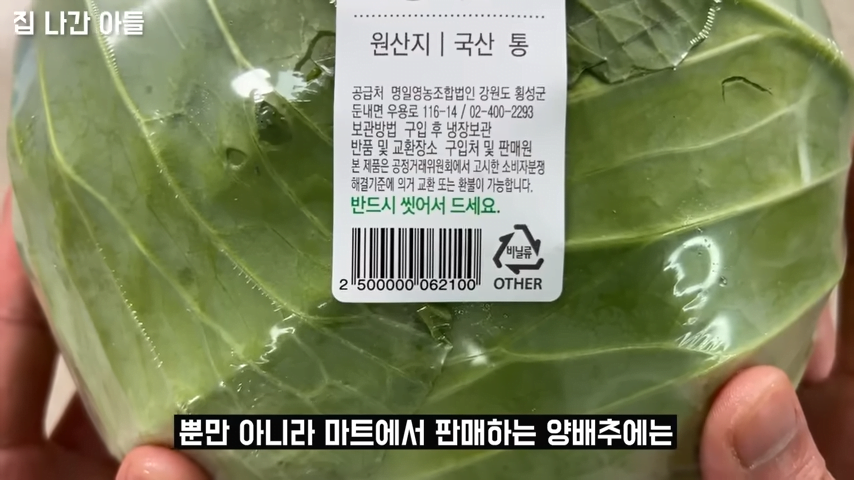 집 나간 아들
원산지 | 국산 통
공급처 명일영농조합법인 강원도 횡성군
둔내면 우용로 116-14 / 02-400-2293
보관방법 구입 후 냉장보관
반품 및 교환장소 구입처 및 판매원
본 제품은 공정거래위원회에서 고시한 소비자분쟁
해결기준에 의거 교환 또는 환불이 가능합니다.
반드시 씻어서 드세요.
비닐류
OTHER
2 500000 062100
뿐만 아니라 마트에서 판매하는 양배추에는